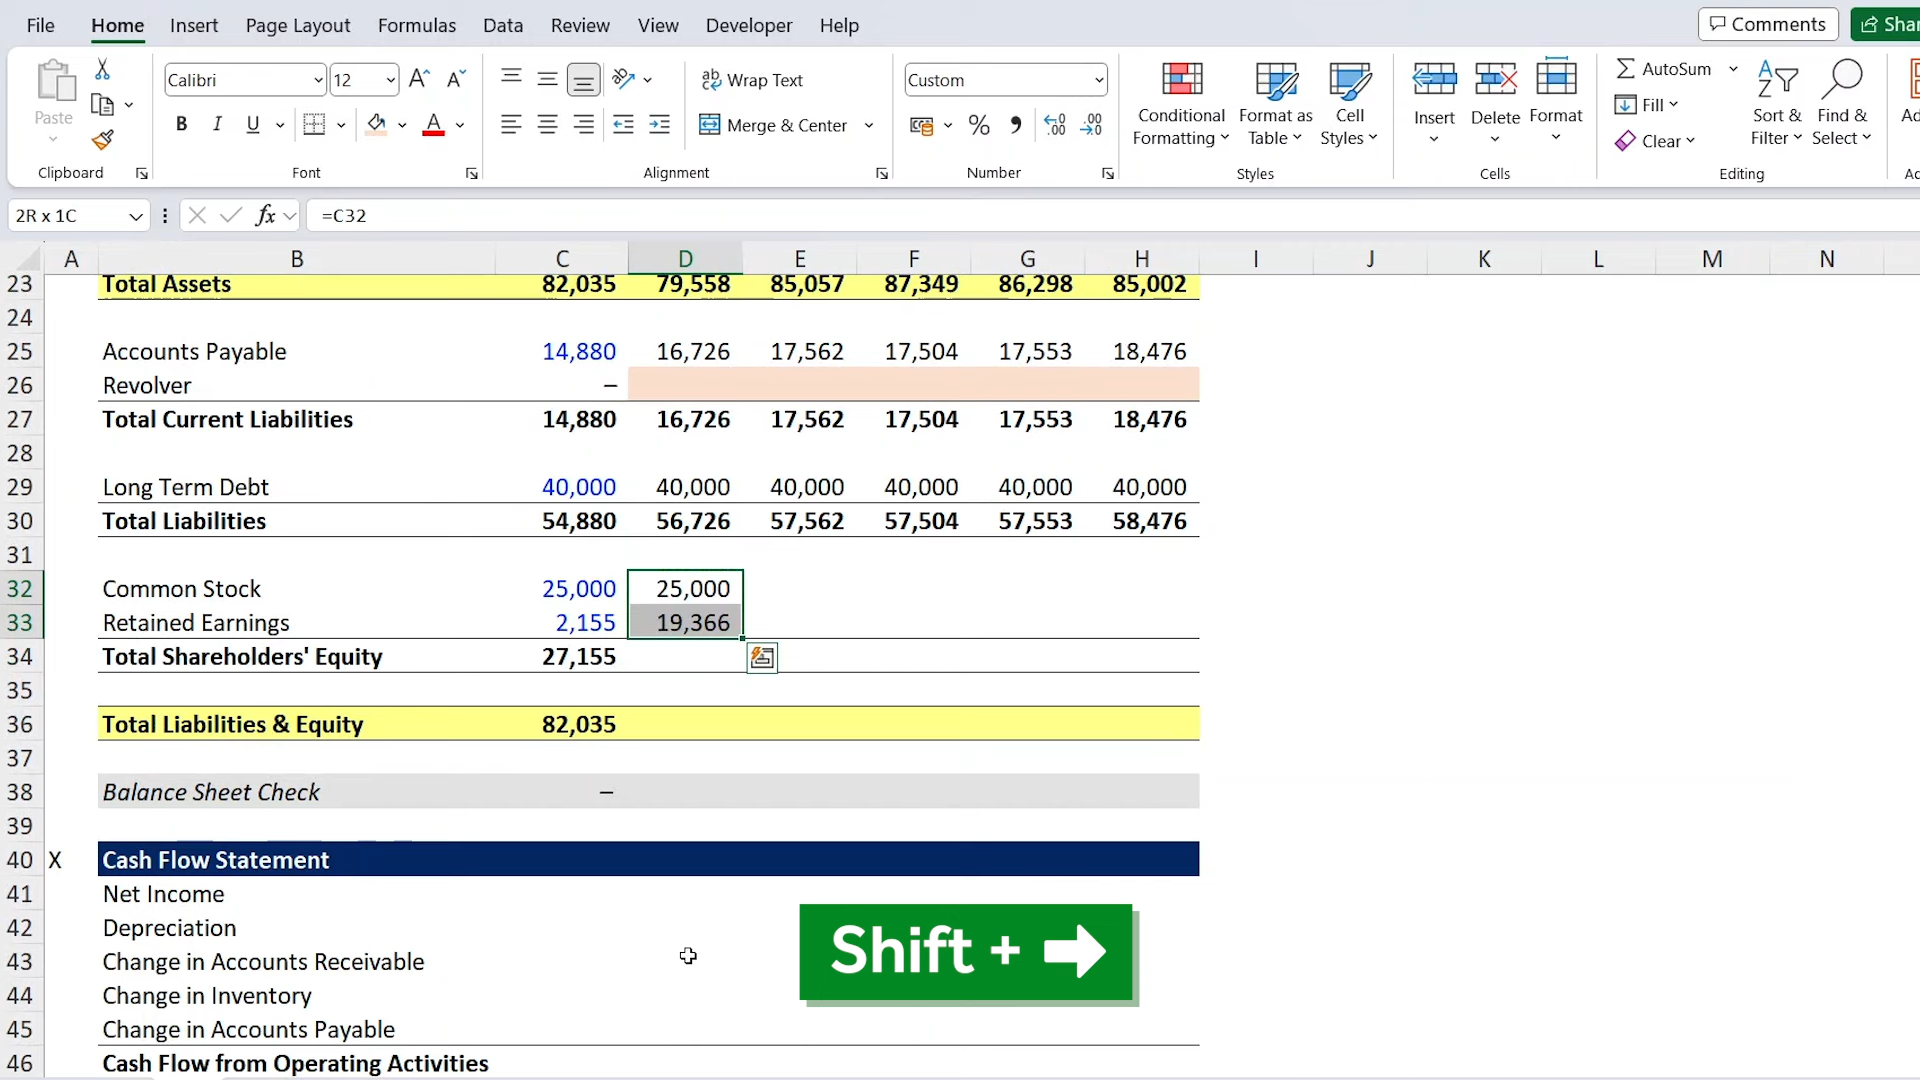 File Home Insert Page Layout Formulas Data Review View Developer Help Comments
Paste Calibri 12 Wrap Text Custom Conditional Formatting Format as Table Cell Styles Insert Delete Format AutoSum Fill Clear Sort & Filter Find & Select
B I U Merge & Center % 9
Clipboard Font Alignment Number Styles Cells Editing
2R x 1C fx =C32
A B C D E F G H I J K L M N
23 Total Assets 82,035 79,558 85,057 87,349 86,298 85,002
24
25 Accounts Payable 14,880 16,726 17,562 17,504 17,553 18,476
26 Revolver –
27 Total Current Liabilities 14,880 16,726 17,562 17,504 17,553 18,476
28
29 Long Term Debt 40,000 40,000 40,000 40,000 40,000 40,000
30 Total Liabilities 54,880 56,726 57,562 57,504 57,553 58,476
31
32 Common Stock 25,000 25,000
33 Retained Earnings 2,155 19,366
34 Total Shareholders' Equity 27,155
35
36 Total Liabilities & Equity 82,035
37
38 Balance Sheet Check –
39
40 X Cash Flow Statement
41 Net Income
42 Depreciation
43 Change in Accounts Receivable
44 Change in Inventory
45 Change in Accounts Payable
46 Cash Flow from Operating Activities
Shift + ➡